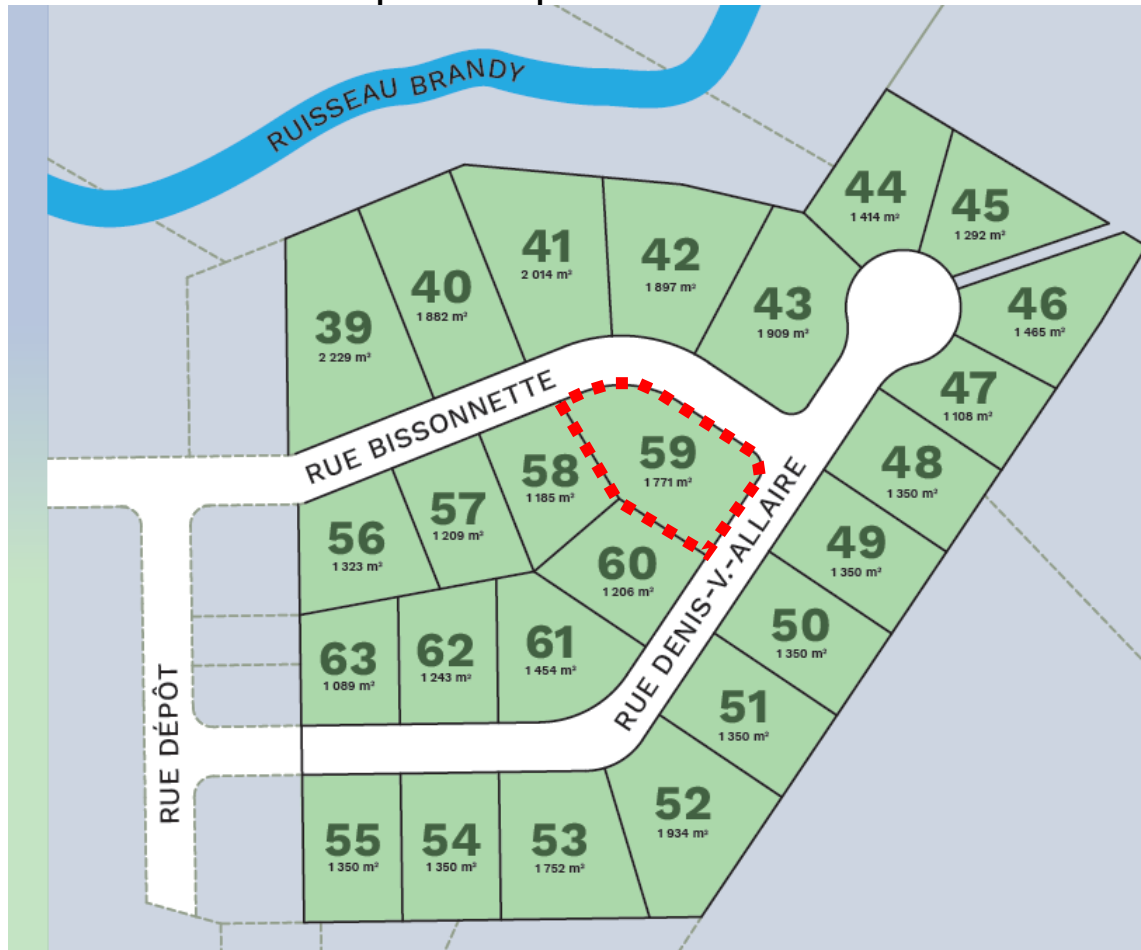 RUISSEAU BRANDY
44
1 414 m²
45
1 292 m²
41
2 014 m²
42
1 897 m²
40
1 882 m²
43
1 909 m²
46
1 465 m²
39
2 229 m²
47
1 108 m²
RUE BISSONNETTE
59
1 771 m²
48
1 350 m²
58
1 185 m²
57
1 209 m²
56
1 323 m²
49
1 350 m²
60
1 206 m²
RUE DENIS-V.-ALLAIRE
50
1 350 m²
63
1 089 m²
62
1 243 m²
61
1 454 m²
51
1 350 m²
RUE DÉPÔT
52
1 934 m²
55
1 350 m²
54
1 350 m²
53
1 752 m²